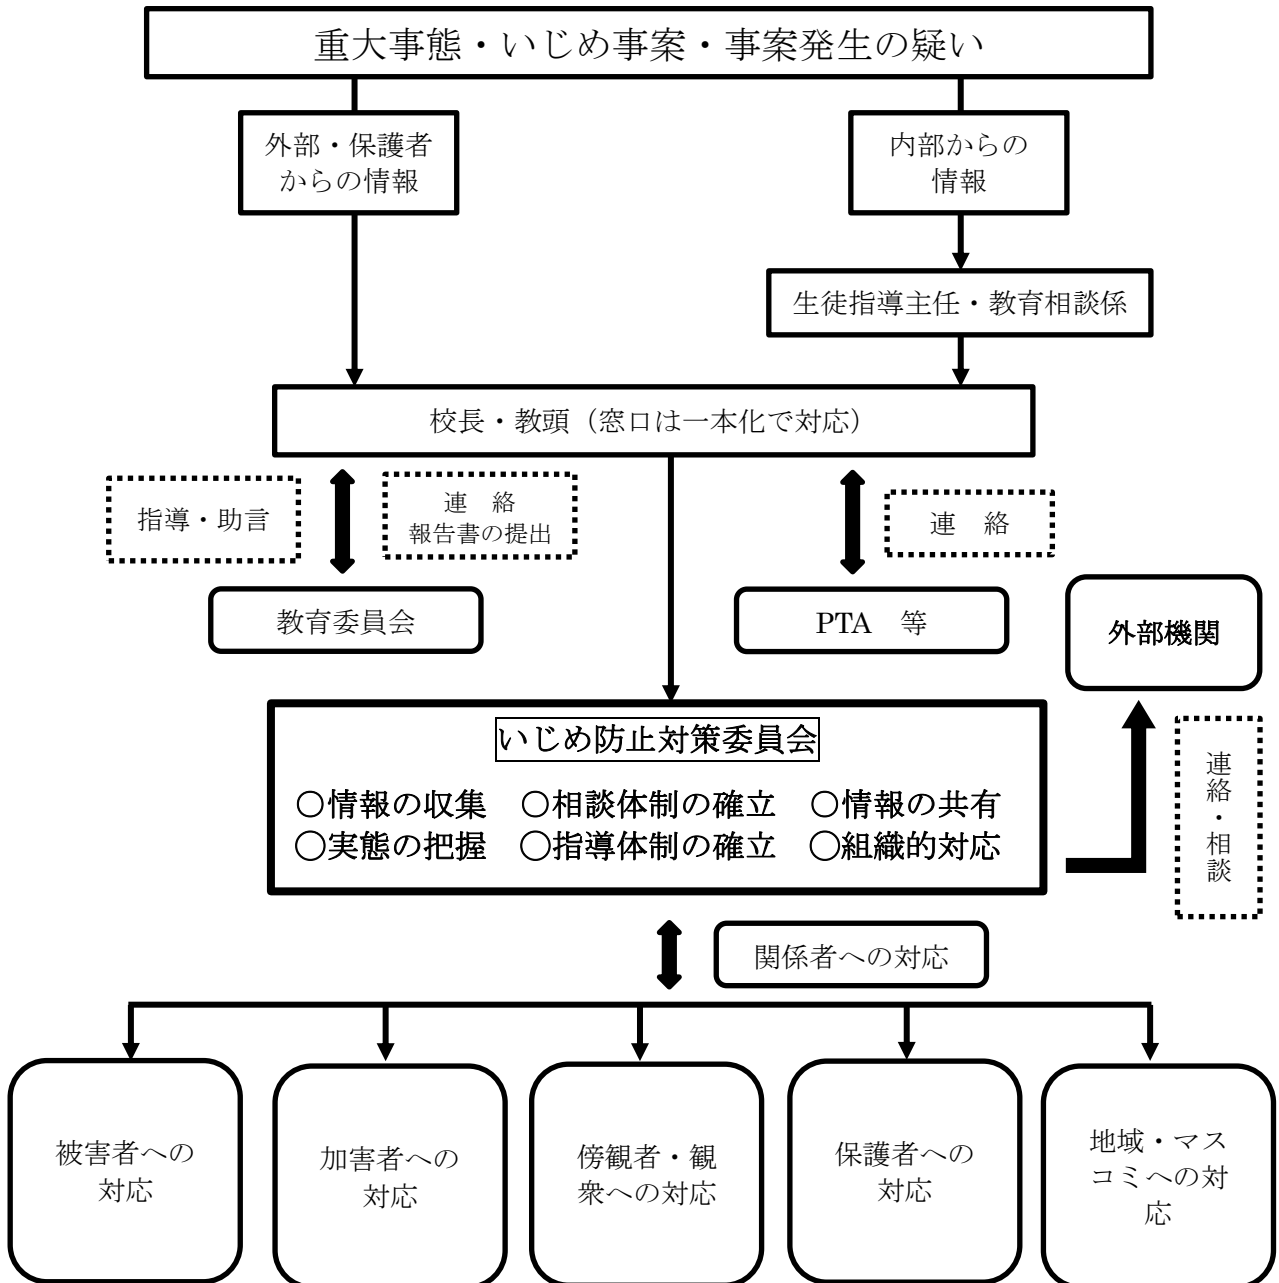 重大事態・いじめ事案・事案発生の疑い
外部・保護者
からの情報
内部からの
情報
生徒指導主任・教育相談係
校長・教頭（窓口は一本化で対応）
指導・助言
連　絡
報告書の提出
連　絡
教育委員会
PTA　等
外部機関
いじめ防止対策委員会
○情報の収集　○相談体制の確立　○情報の共有
○実態の把握　○指導体制の確立　○組織的対応
連絡・相談
関係者への対応
被害者への
対応
加害者への
対応
傍観者・観
衆への対応
保護者への
対応
地域・マス
コミへの対
応